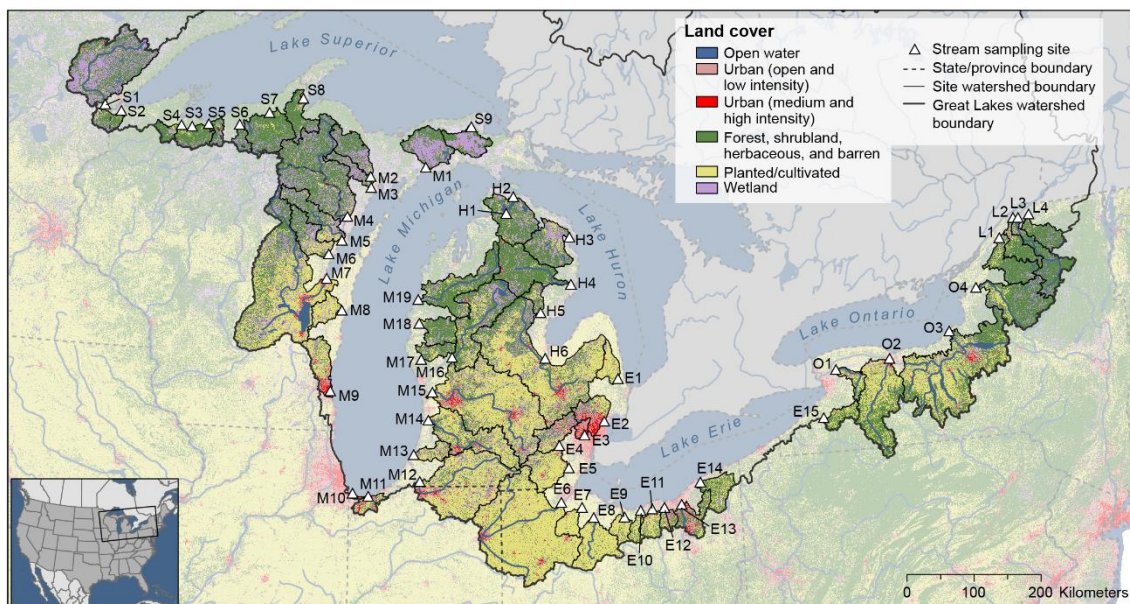 Lake Superior
Land cover
Open water
Urban (open and
low intensity)
Urban (medium and
high intensity)
Forest, shrubland,
herbaceous, and barren
Planted/cultivated
Wetland
Stream sampling site
State/province boundary
Site watershed boundary
Great Lakes watershed
boundary
S1
S2
S4
S3
S5
S6
S7
S8
S9
M1
M2
M3
M4
M5
M6
M7
M8
M9
M10
M11
M12
M13
M14
M15
M16
M17
M18
M19
Lake Michigan
H1
H2
H3
H4
H5
H6
Lake Huron
E1
E2
E3
E4
E5
E6
E7
E8
E9
E10
E11
E12
E13
E14
E15
Lake Erie
O1
O2
O3
O4
Lake Ontario
L1
L2
L3
L4
0 100 200 Kilometers